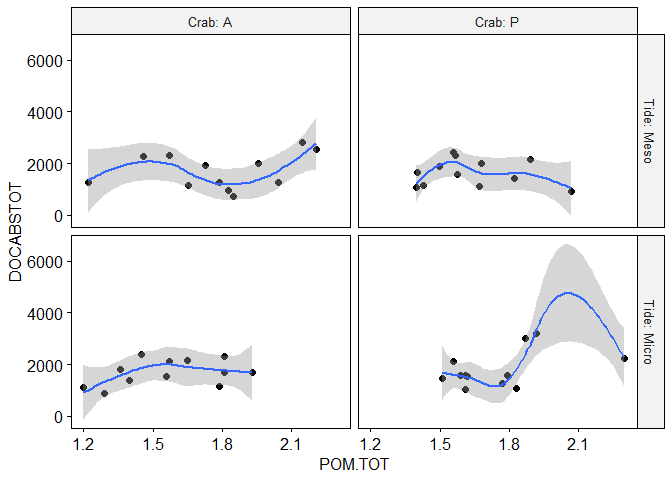 Crab: A
Crab: P
6000
4000
2000
0
Tide: Meso
DOCABSTOT
6000
4000
2000
0
Tide: Micro
1.2 1.5 1.8 2.1
1.2 1.5 1.8 2.1
POM.TOT